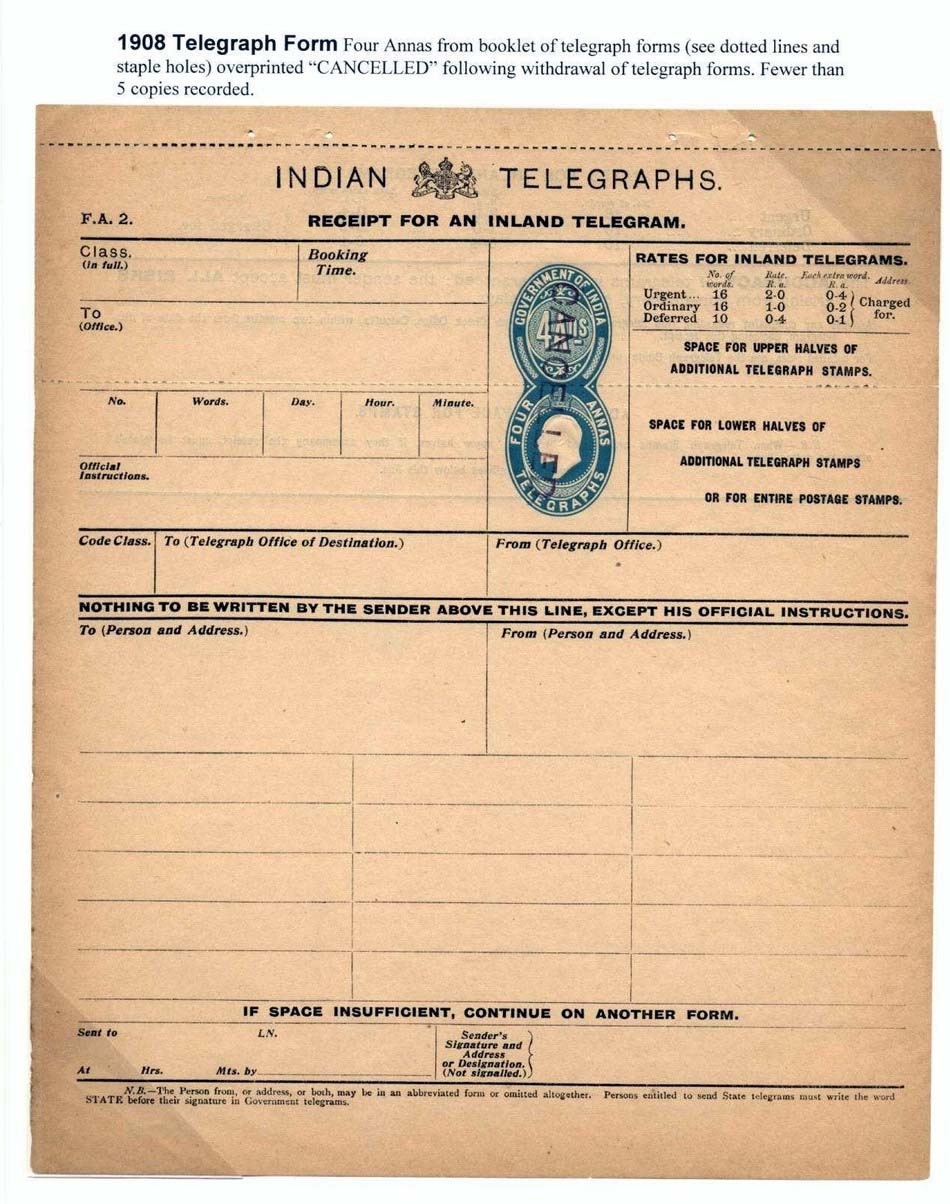 1908 Telegraph Form Four Annas from booklet of telegraph forms (see dotted lines and
staple holes) overprinted “CANCELLED” following withdrawal of telegraph forms. Fewer than
5 copies recorded.
INDIAN TELEGRAPHS.
F.A. 2.
RECEIPT FOR AN INLAND TELEGRAM.
Class.
(In full.)
Booking
Time.
To
(Office.)
GOVERNMENT OF INDIA
FOUR ANNAS
TELEGRAPHS
CANCELLED
RATES FOR INLAND TELEGRAMS.
No. of words. Rate. R. a. Each extra word. R. a. Address
Urgent... 16 2-0 0-4
Ordinary 16 1-0 0-2
Deferred 10 0-4 0-1
Charged
for.
SPACE FOR UPPER HALVES OF
ADDITIONAL TELEGRAPH STAMPS.
No. Words. Day. Hour. Minute.
SPACE FOR LOWER HALVES OF
ADDITIONAL TELEGRAPH STAMPS
OR FOR ENTIRE POSTAGE STAMPS.
Official
Instructions.
Code Class. To (Telegraph Office of Destination.) From (Telegraph Office.)
NOTHING TO BE WRITTEN BY THE SENDER ABOVE THIS LINE, EXCEPT HIS OFFICIAL INSTRUCTIONS.
To (Person and Address.) From (Person and Address.)
IF SPACE INSUFFICIENT, CONTINUE ON ANOTHER FORM.
Sent to LN.
At Hrs. Mts. by
Sender's
Signature and
Address
or Designation.
(Not signalled.)
N.B.—The Person from, or address, or both, may be in an abbreviated form or omitted altogether. Persons entitled to send State telegrams must write the word
STATE before their signature in Government telegrams.